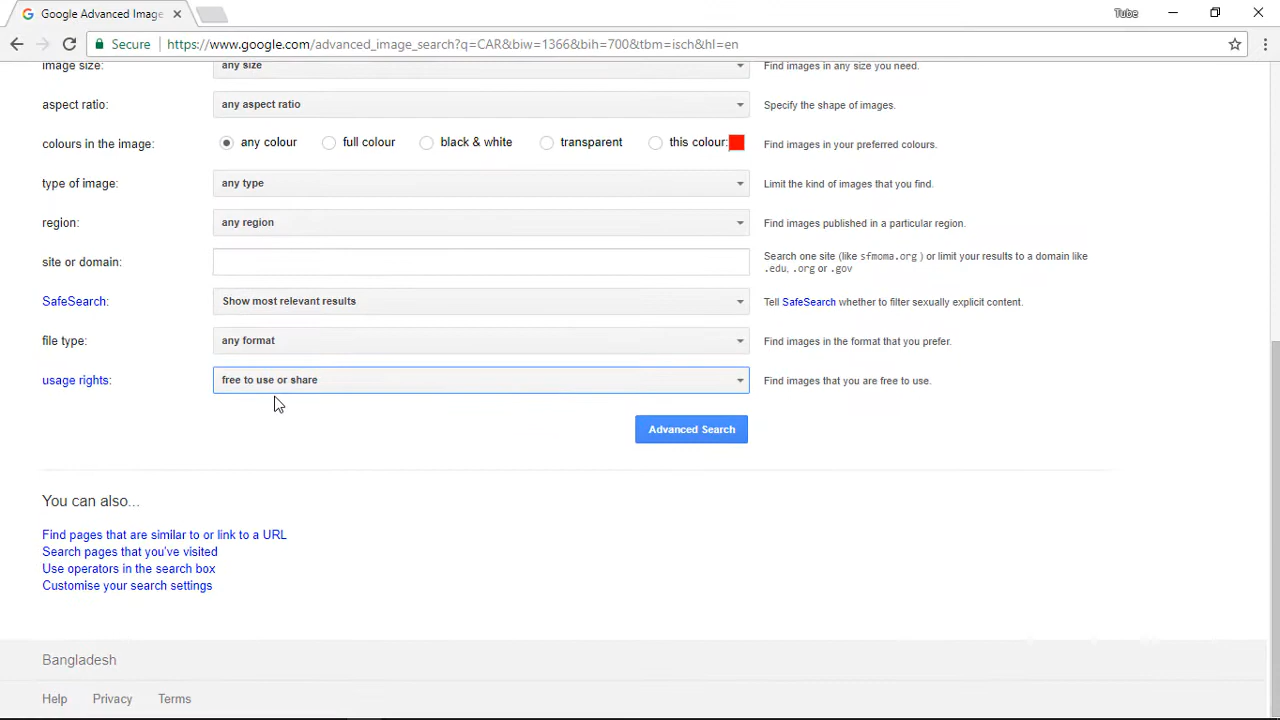 Google Advanced Image
Tube
Secure https://www.google.com/advanced_image_search?q=CAR&biw=1366&bih=700&tbm=isch&hl=en
image size: any size Find images in any size you need.
aspect ratio: any aspect ratio Specify the shape of images.
colours in the image: any colour full colour black & white transparent this colour: Find images in your preferred colours.
type of image: any type Limit the kind of images that you find.
region: any region Find images published in a particular region.
site or domain: Search one site (like sfmoma.org ) or limit your results to a domain like
.edu, .org or .gov
SafeSearch: Show most relevant results Tell SafeSearch whether to filter sexually explicit content.
file type: any format Find images in the format that you prefer.
usage rights: free to use or share Find images that you are free to use.
Advanced Search
You can also...
Find pages that are similar to or link to a URL
Search pages that you've visited
Use operators in the search box
Customise your search settings
Bangladesh
Help Privacy Terms